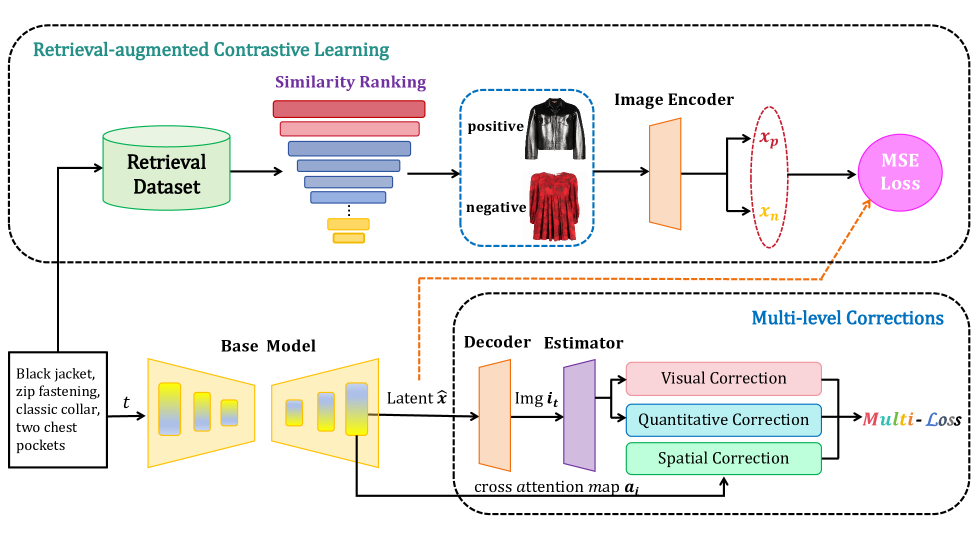 Retrieval-augmented Contrastive Learning
Similarity Ranking
Retrieval
Dataset
positive
negative
Image Encoder
x_p
x_n
MSE
Loss
Multi-level Corrections
Black jacket,
zip fastening,
classic collar,
two chest
pockets
t
Base Model
Latent x̂
Decoder
Img i_t
Estimator
Visual Correction
Quantitative Correction
Spatial Correction
Multi-Loss
cross attention map a_i